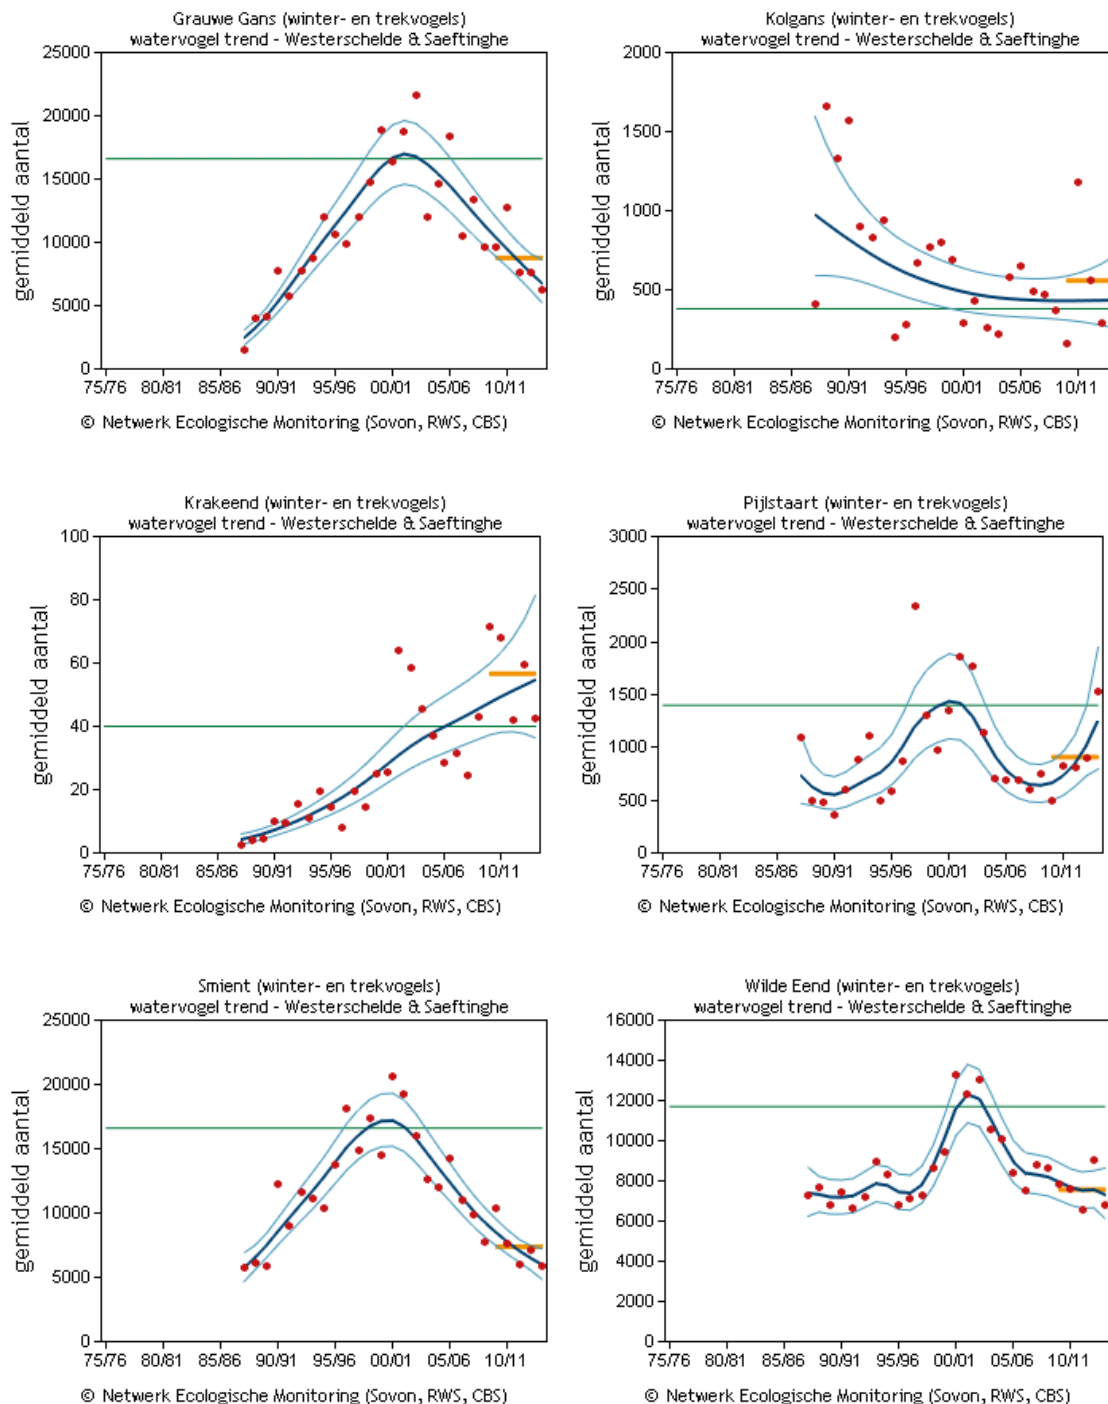 Grauwe Gans (winter- en trekvogels)
watervogel trend - Westerschelde & Saeftinghe
gemiddeld aantal
25000
20000
15000
10000
5000
0
75/76 80/81 85/86 90/91 95/96 00/01 05/06 10/11
© Netwerk Ecologische Monitoring (Sovon, RWS, CBS)
Kolgans (winter- en trekvogels)
watervogel trend - Westerschelde & Saeftinghe
gemiddeld aantal
2000
1500
1000
500
0
75/76 80/81 85/86 90/91 95/96 00/01 05/06 10/11
© Netwerk Ecologische Monitoring (Sovon, RWS, CBS)
Krakeend (winter- en trekvogels)
watervogel trend - Westerschelde & Saeftinghe
gemiddeld aantal
100
80
60
40
20
0
75/76 80/81 85/86 90/91 95/96 00/01 05/06 10/11
© Netwerk Ecologische Monitoring (Sovon, RWS, CBS)
Pijlstaart (winter- en trekvogels)
watervogel trend - Westerschelde & Saeftinghe
gemiddeld aantal
3000
2500
2000
1500
1000
500
0
75/76 80/81 85/86 90/91 95/96 00/01 05/06 10/11
© Netwerk Ecologische Monitoring (Sovon, RWS, CBS)
Smient (winter- en trekvogels)
watervogel trend - Westerschelde & Saeftinghe
gemiddeld aantal
25000
20000
15000
10000
5000
0
75/76 80/81 85/86 90/91 95/96 00/01 05/06 10/11
© Netwerk Ecologische Monitoring (Sovon, RWS, CBS)
Wilde Eend (winter- en trekvogels)
watervogel trend - Westerschelde & Saeftinghe
gemiddeld aantal
16000
14000
12000
10000
8000
6000
4000
2000
0
75/76 80/81 85/86 90/91 95/96 00/01 05/06 10/11
© Netwerk Ecologische Monitoring (Sovon, RWS, CBS)